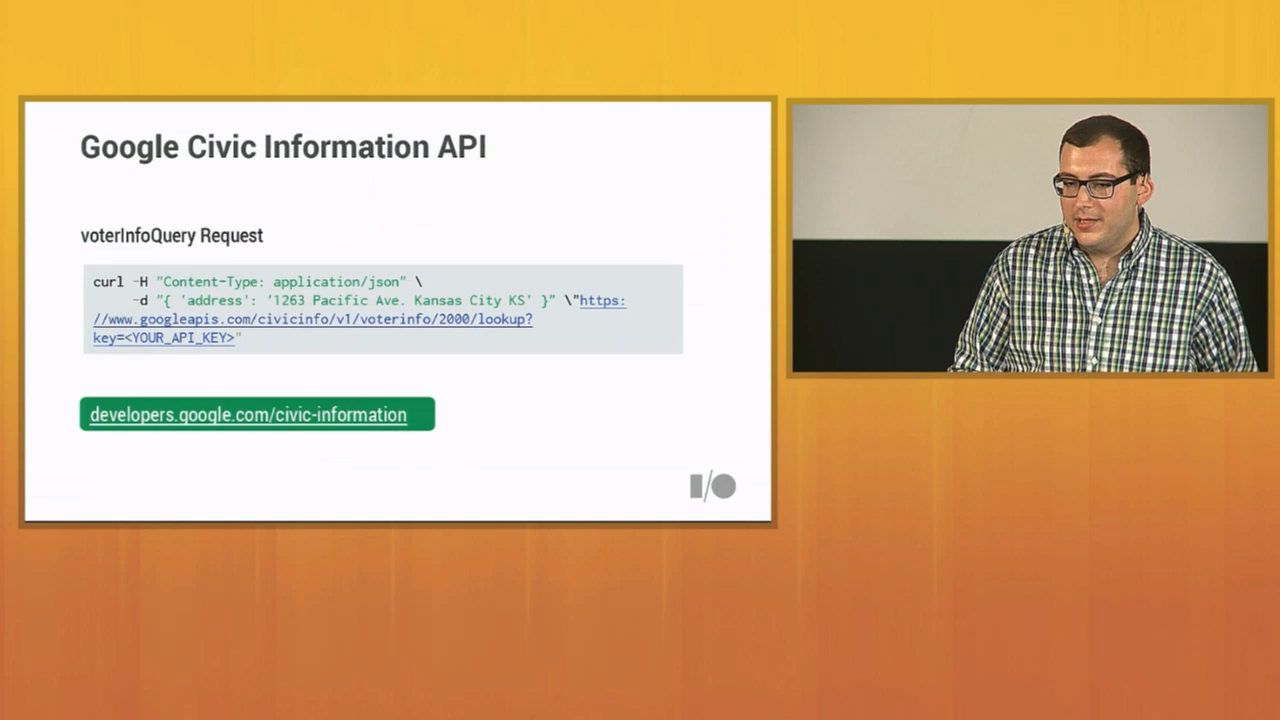 Google Civic Information API
voterInfoQuery Request
curl -H "Content-Type: application/json" \
-d "{ 'address': '1263 Pacific Ave. Kansas City KS' }" \"https:
//www.googleapis.com/civicinfo/v1/voterinfo/2000/lookup?
key=<YOUR_API_KEY>"
developers.google.com/civic-information
I/O